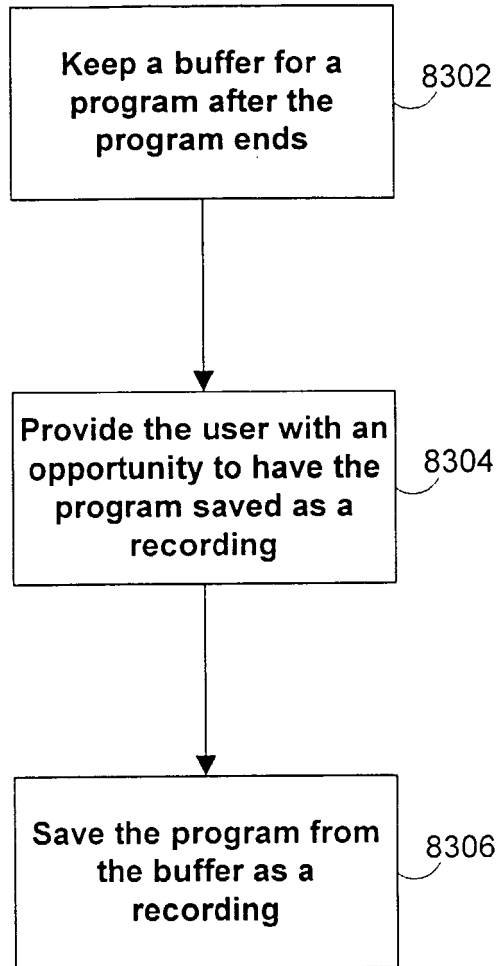 Keep a buffer for a
program after the
program ends
8302
Provide the user with an
opportunity to have the
program saved as a
recording
8304
Save the program from
the buffer as a
recording
8306